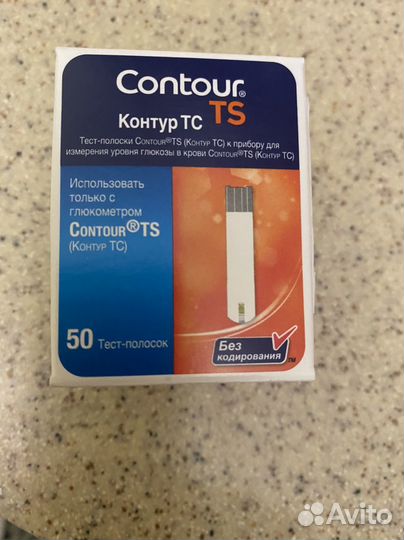 Contour®
TS
Контур ТС
Тест-полоски CONTOUR®TS (КОНТУР ТС) к прибору для
измерения уровня глюкозы в крови CONTOUR®TS (КОНТУР ТС)
Использовать
только с
глюкометром
CONTOUR®TS
(КОНТУР ТС)
50 Тест-полосок
Без
кодирования
TM
Avito